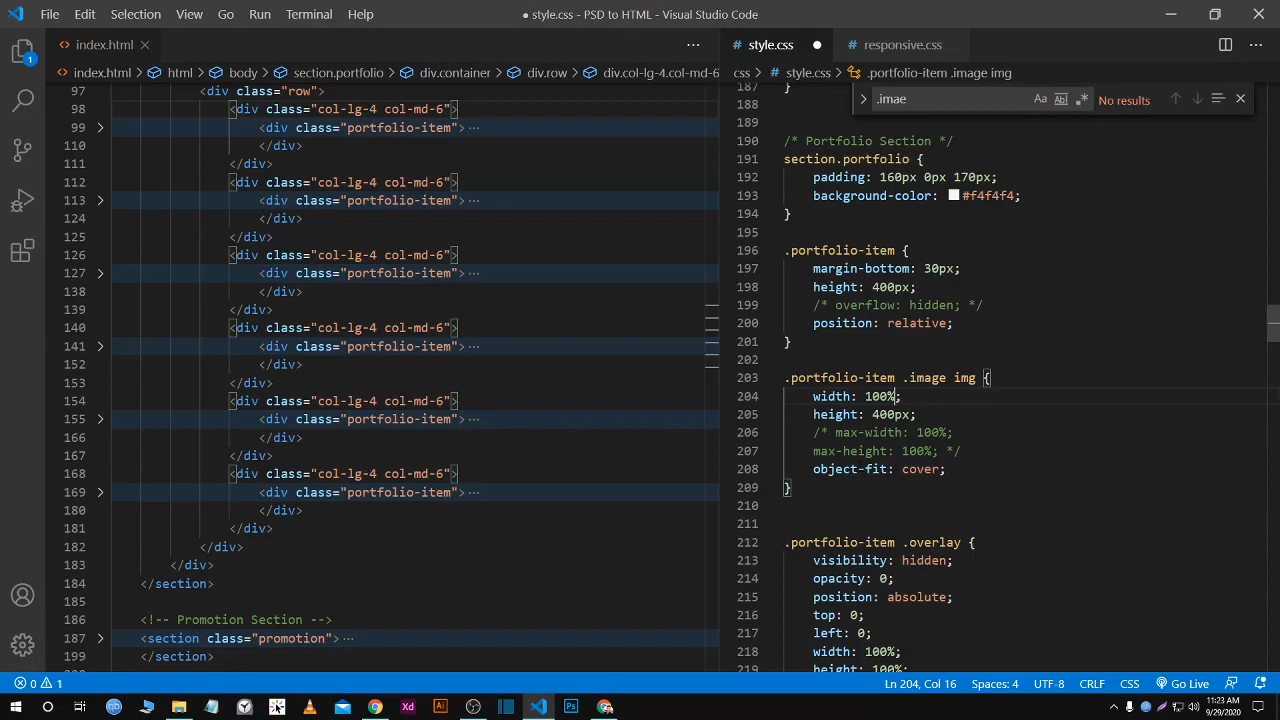 File Edit Selection View Go Run Terminal Help
● style.css - PSD to HTML - Visual Studio Code
index.html
index.html > html > body > section.portfolio > div.container > div.row > div.col-lg-4.col-md-6
97 <div class="row">
98 <div class="col-lg-4 col-md-6">
99 <div class="portfolio-item"> ...
110 </div>
111 </div>
112 <div class="col-lg-4 col-md-6">
113 <div class="portfolio-item"> ...
124 </div>
125 </div>
126 <div class="col-lg-4 col-md-6">
127 <div class="portfolio-item"> ...
138 </div>
139 </div>
140 <div class="col-lg-4 col-md-6">
141 <div class="portfolio-item"> ...
152 </div>
153 </div>
154 <div class="col-lg-4 col-md-6">
155 <div class="portfolio-item"> ...
166 </div>
167 </div>
168 <div class="col-lg-4 col-md-6">
169 <div class="portfolio-item"> ...
180 </div>
181 </div>
182 </div>
183 </div>
184 </section>
185
186 <!-- Promotion Section -->
187 <section class="promotion"> ...
199 </section>
style.css ● responsive.css
css > style.css > .portfolio-item .image img
.imae Aa Ab .* No results
187 }
188
189
190 /* Portfolio Section */
191 section.portfolio {
192 padding: 160px 0px 170px;
193 background-color: #f4f4f4;
194 }
195
196 .portfolio-item {
197 margin-bottom: 30px;
198 height: 400px;
199 /* overflow: hidden; */
200 position: relative;
201 }
202
203 .portfolio-item .image img {
204 width: 100%;
205 height: 400px;
206 /* max-width: 100%;
207 max-height: 100%; */
208 object-fit: cover;
209 }
210
211
212 .portfolio-item .overlay {
213 visibility: hidden;
214 opacity: 0;
215 position: absolute;
216 top: 0;
217 left: 0;
218 width: 100%;
219 height: 100%;
0 1 Ln 204, Col 16 Spaces: 4 UTF-8 CRLF CSS Go Live
11:23 AM
9/29/2020